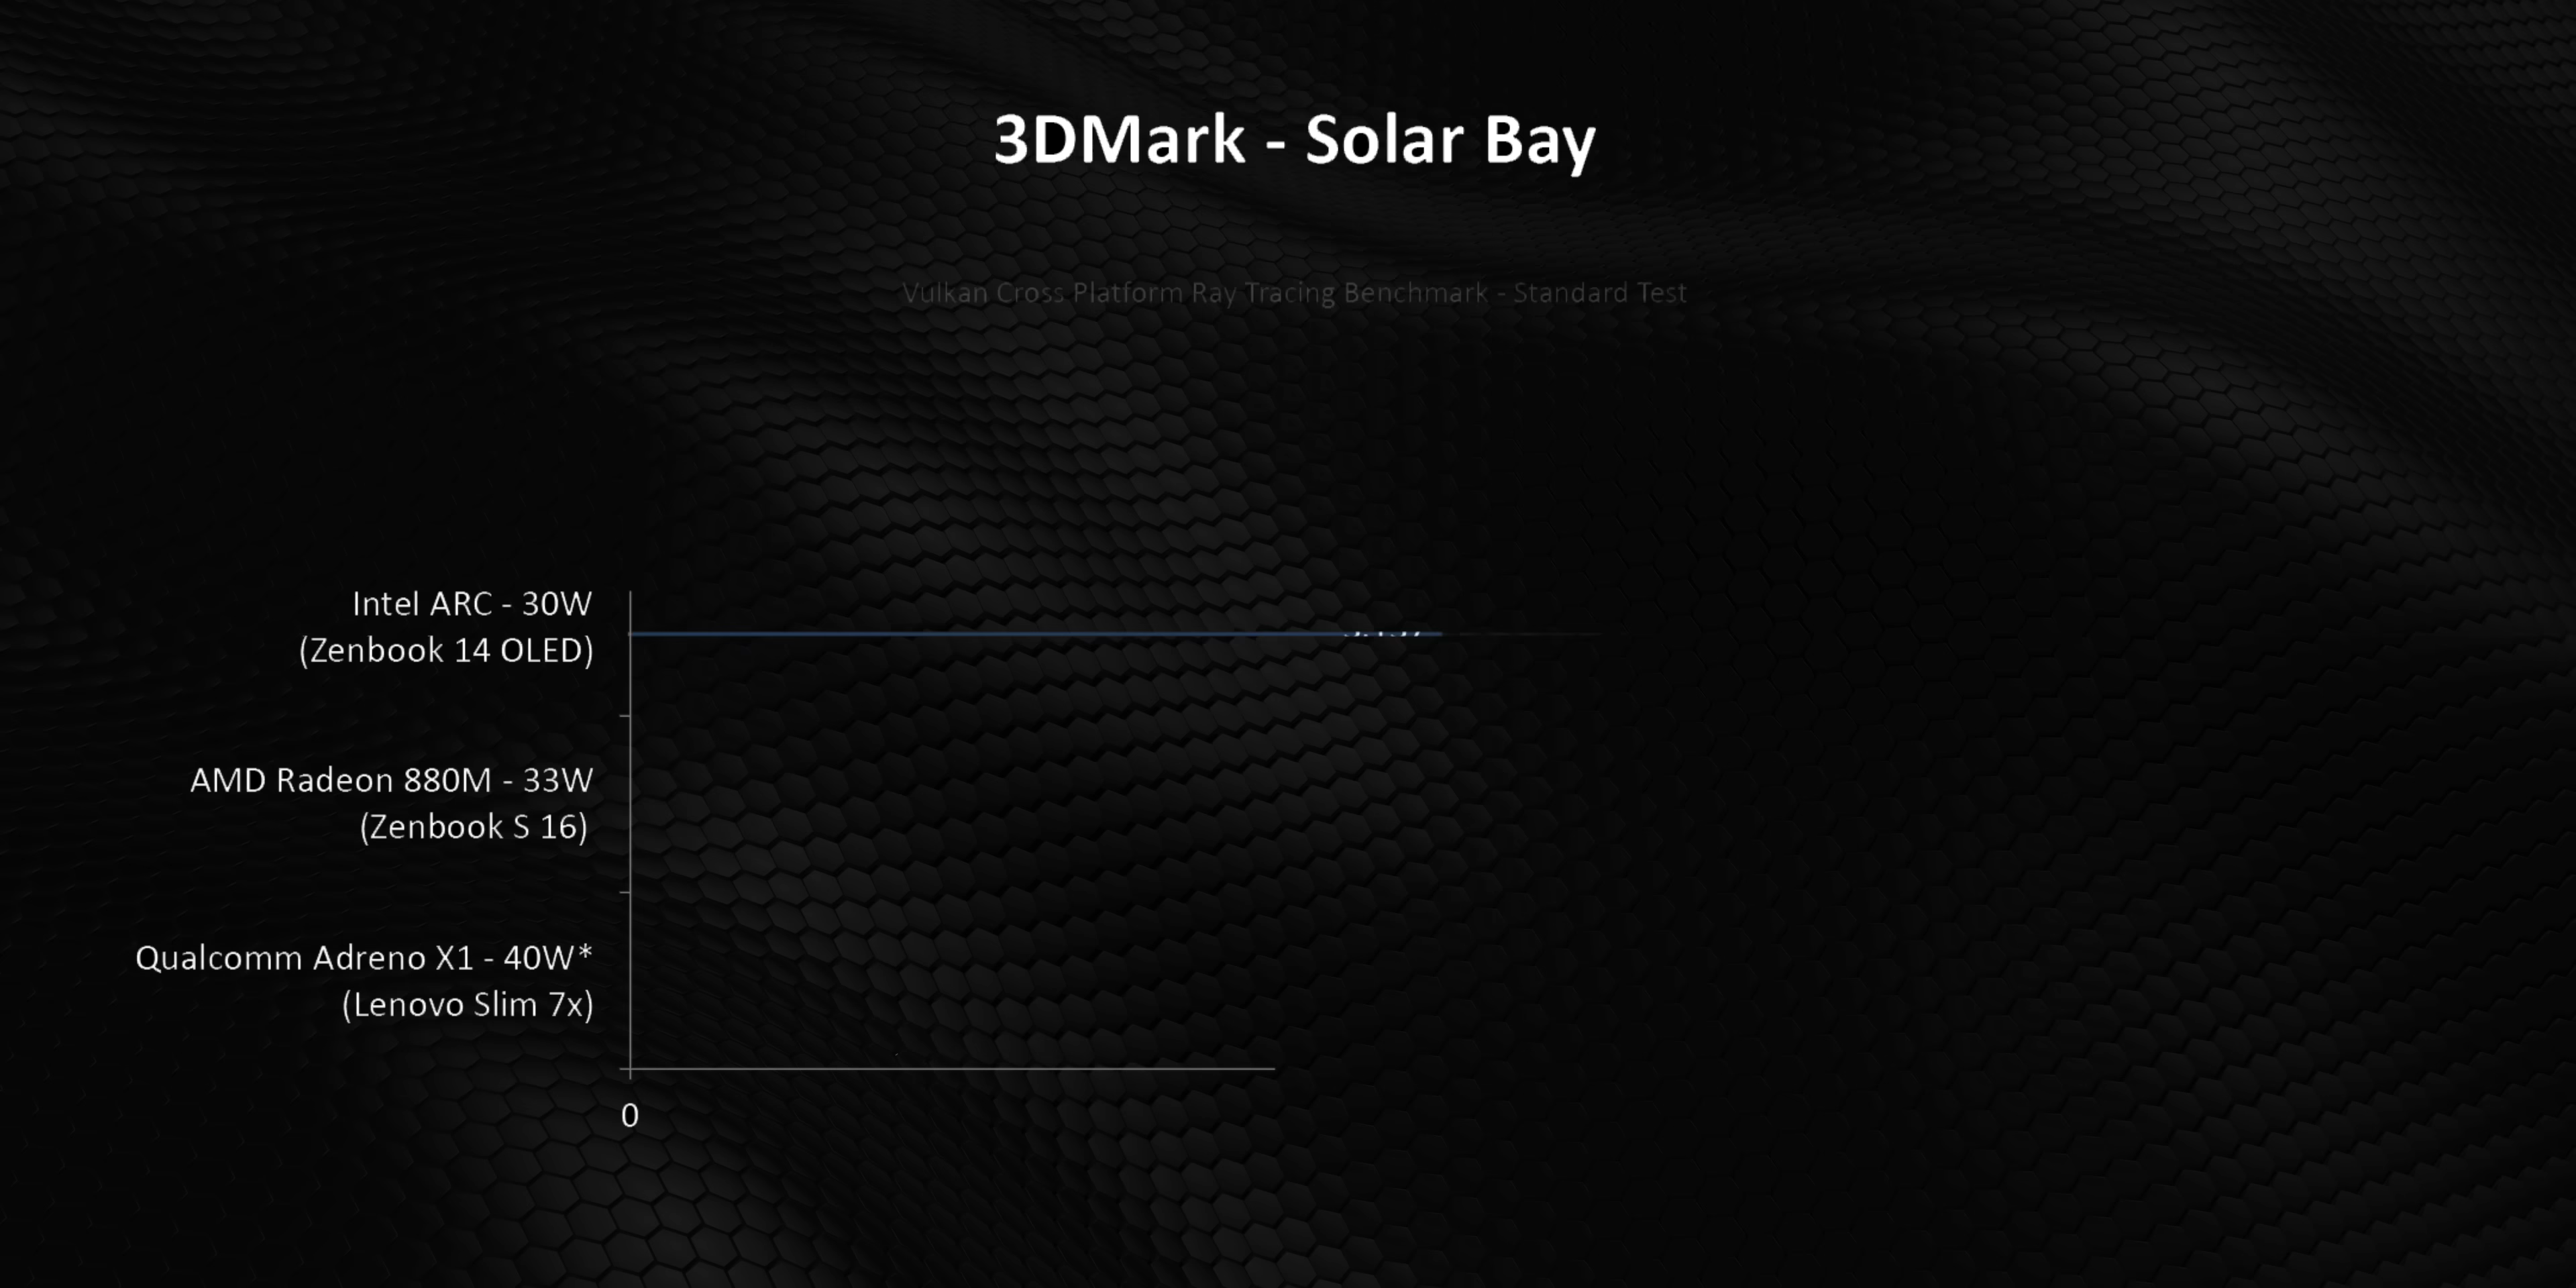 3DMark - Solar Bay
Vulkan Cross Platform Ray Tracing Benchmark - Standard Test
Intel ARC - 30W
(Zenbook 14 OLED)
AMD Radeon 880M - 33W
(Zenbook S 16)
Qualcomm Adreno X1 - 40W*
(Lenovo Slim 7x)
0